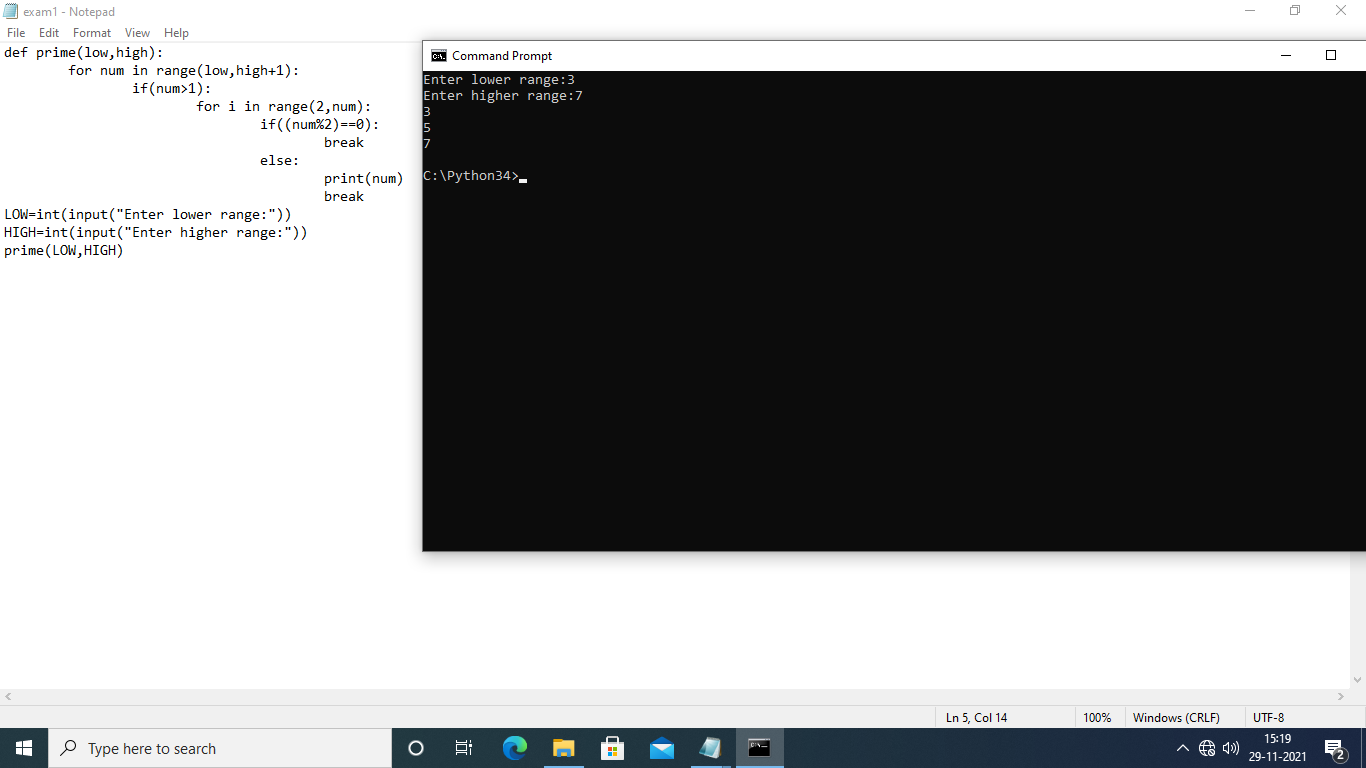 exam1 - Notepad
File Edit Format View Help
def prime(low,high):
        for num in range(low,high+1):
                if(num>1):
                        for i in range(2,num):
                                if((num%2)==0):
                                        break
                                else:
                                        print(num)
                                        break
LOW=int(input("Enter lower range:"))
HIGH=int(input("Enter higher range:"))
prime(LOW,HIGH)
Command Prompt
Enter lower range:3
Enter higher range:7
3
5
7
C:\Python34>
Ln 5, Col 14 100% Windows (CRLF) UTF-8
Type here to search
15:19
29-11-2021
2